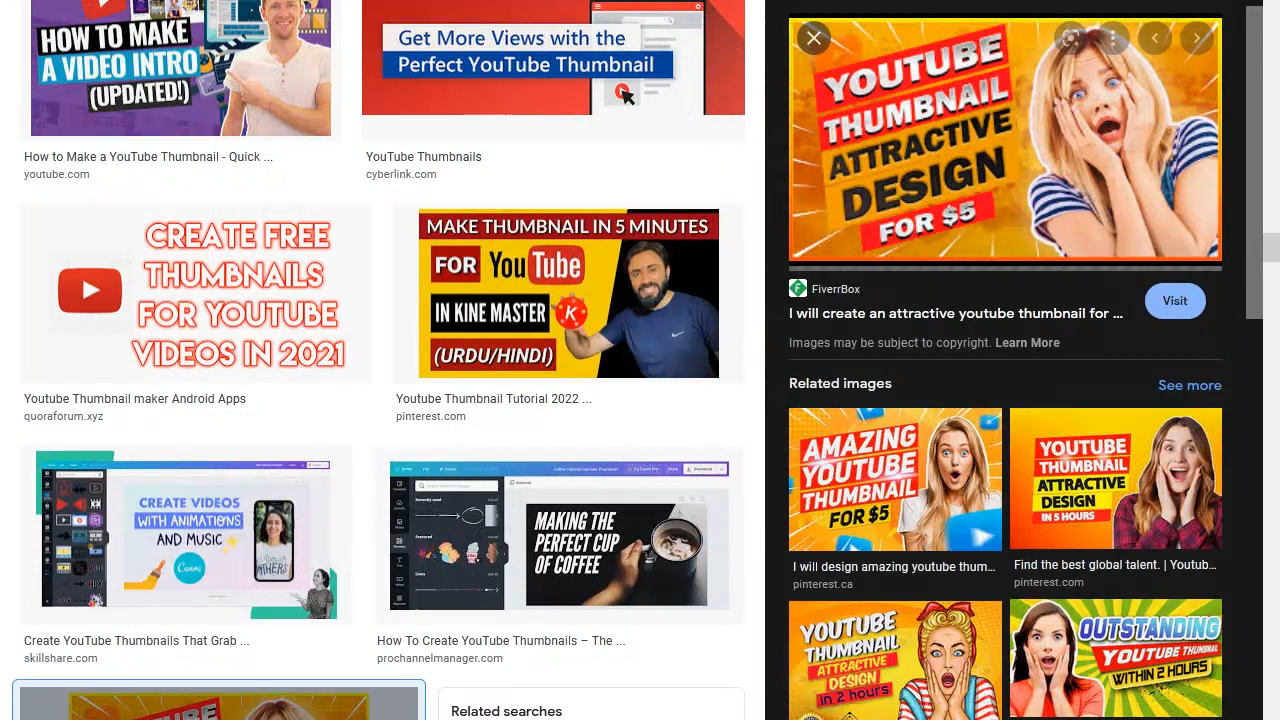 HOW TO MAKE
A VIDEO INTRO
(UPDATED!)
How to Make a YouTube Thumbnail - Quick ...
youtube.com
Get More Views with the
Perfect YouTube Thumbnail
YouTube Thumbnails
cyberlink.com
CREATE FREE
THUMBNAILS
FOR YOUTUBE
VIDEOS IN 2021
Youtube Thumbnail maker Android Apps
quoraforum.xyz
MAKE THUMBNAIL IN 5 MINUTES
FOR YouTube
IN KINE MASTER K
(URDU/HINDI)
Youtube Thumbnail Tutorial 2022 ...
pinterest.com
CREATE VIDEOS
WITH ANIMATIONS
AND MUSIC
Canva
Create YouTube Thumbnails That Grab ...
skillshare.com
MAKING THE
PERFECT CUP
OF COFFEE
How To Create YouTube Thumbnails – The ...
prochannelmanager.com
Related searches
YOUTUBE
THUMBNAIL
ATTRACTIVE
DESIGN
FOR $5
FiverrBox
I will create an attractive youtube thumbnail for ...
Visit
Images may be subject to copyright. Learn More
Related images
See more
AMAZING
YOUTUBE
THUMBNAIL
FOR $5
I will design amazing youtube thum...
pinterest.ca
YOUTUBE
THUMBNAIL
ATTRACTIVE
DESIGN
IN 5 HOURS
Find the best global talent. | Youtub...
pinterest.com
YOUTUBE
THUMBNAIL
ATTRACTIVE
DESIGN
in 2 hours
OUTSTANDING
YOUTUBE THUMBNAIL
WITHIN 2 HOURS